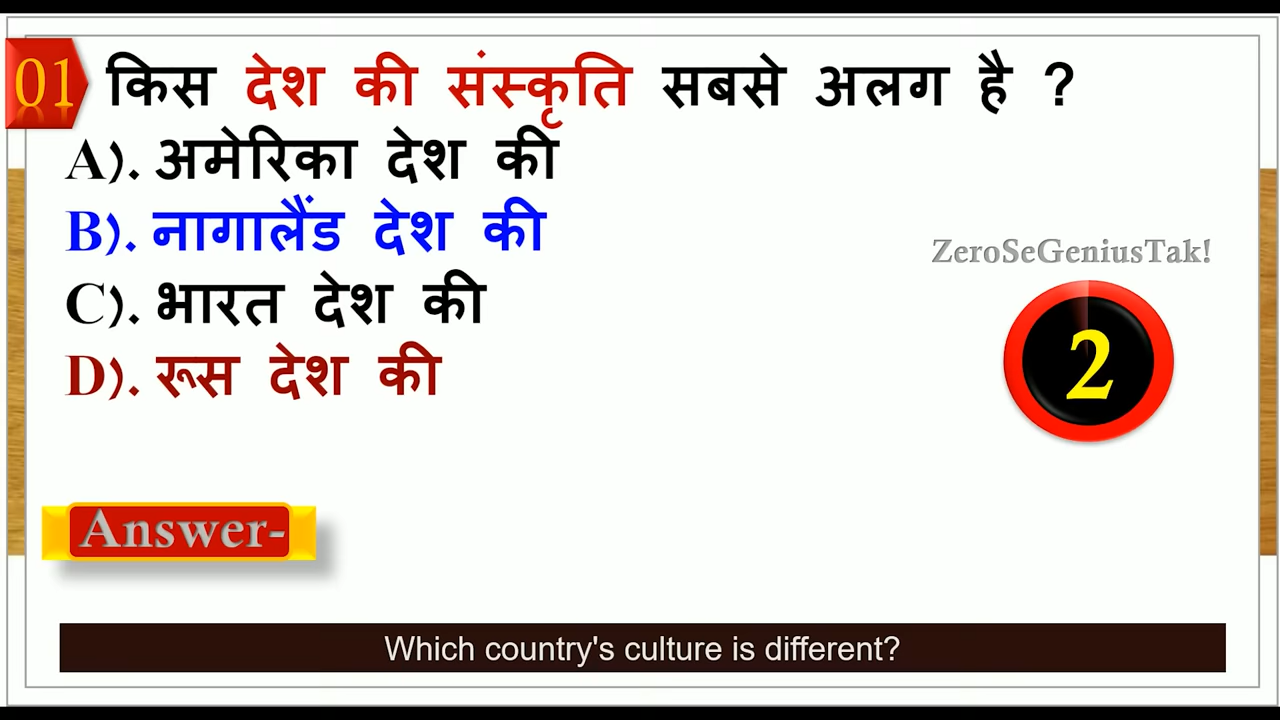 01 किस देश की संस्कृति सबसे अलग है ?
A). अमेरिका देश की
B). नागालैंड देश की
C). भारत देश की
D). रूस देश की
ZeroSeGeniusTak!
2
Answer-
Which country's culture is different?